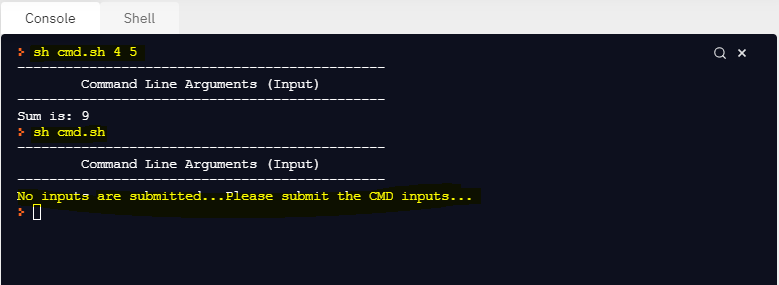 Console Shell
sh cmd.sh 4 5
----------------------------------------------
Command Line Arguments (Input)
----------------------------------------------
Sum is: 9
sh cmd.sh
----------------------------------------------
Command Line Arguments (Input)
----------------------------------------------
No inputs are submitted...Please submit the CMD inputs...